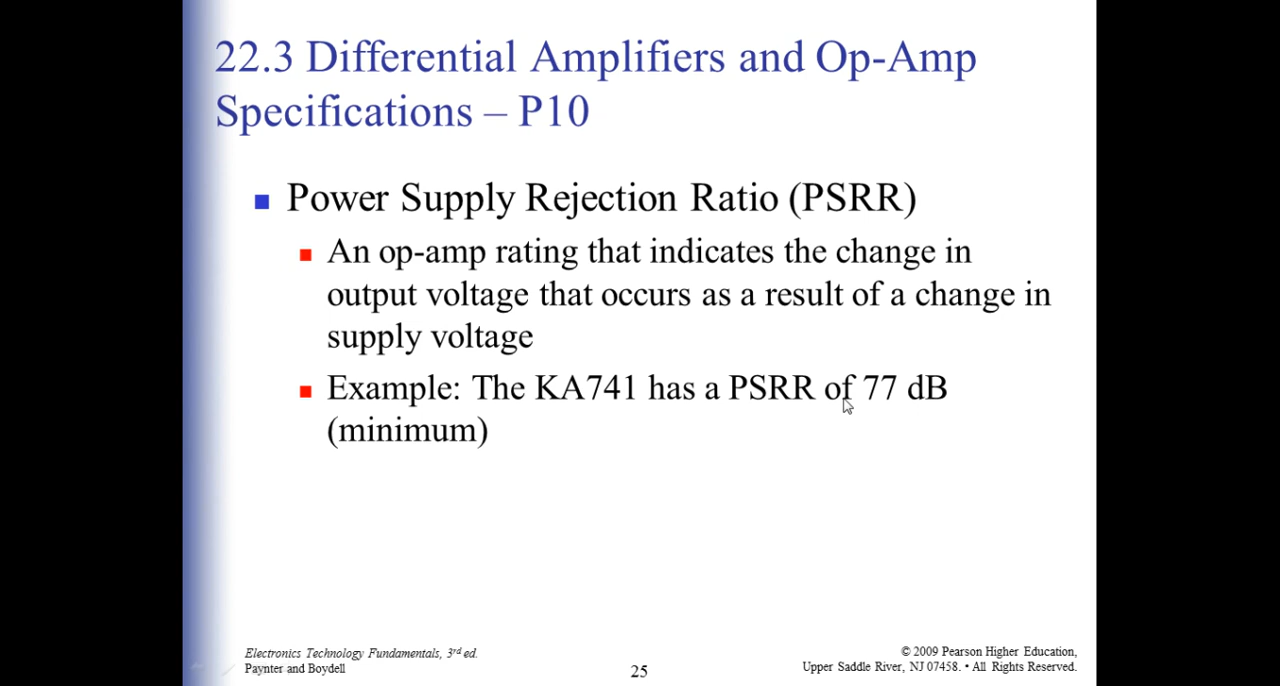 22.3 Differential Amplifiers and Op-Amp
Specifications – P10
Power Supply Rejection Ratio (PSRR)
An op-amp rating that indicates the change in
output voltage that occurs as a result of a change in
supply voltage
Example: The KA741 has a PSRR of 77 dB
(minimum)
Electronics Technology Fundamentals, 3rd ed.
Paynter and Boydell
25
© 2009 Pearson Higher Education,
Upper Saddle River, NJ 07458. • All Rights Reserved.